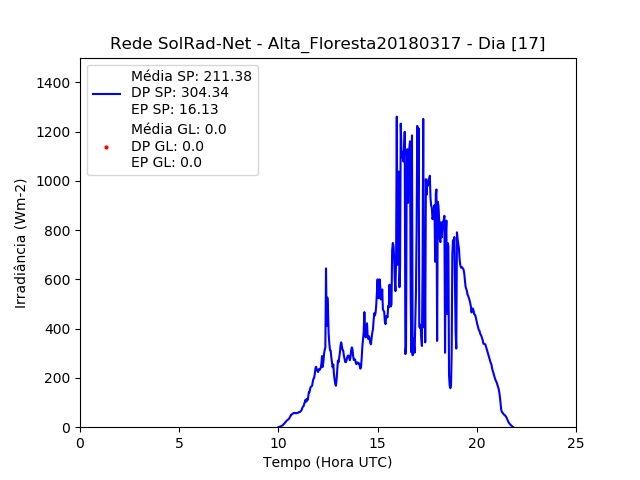 Rede SolRad-Net - Alta_Floresta20180317 - Dia [17]
Média SP: 211.38
DP SP: 304.34
EP SP: 16.13
Média GL: 0.0
DP GL: 0.0
EP GL: 0.0
1400
1200
1000
800
600
400
200
0
Irradiância (Wm-2)
0 5 10 15 20 25
Tempo (Hora UTC)